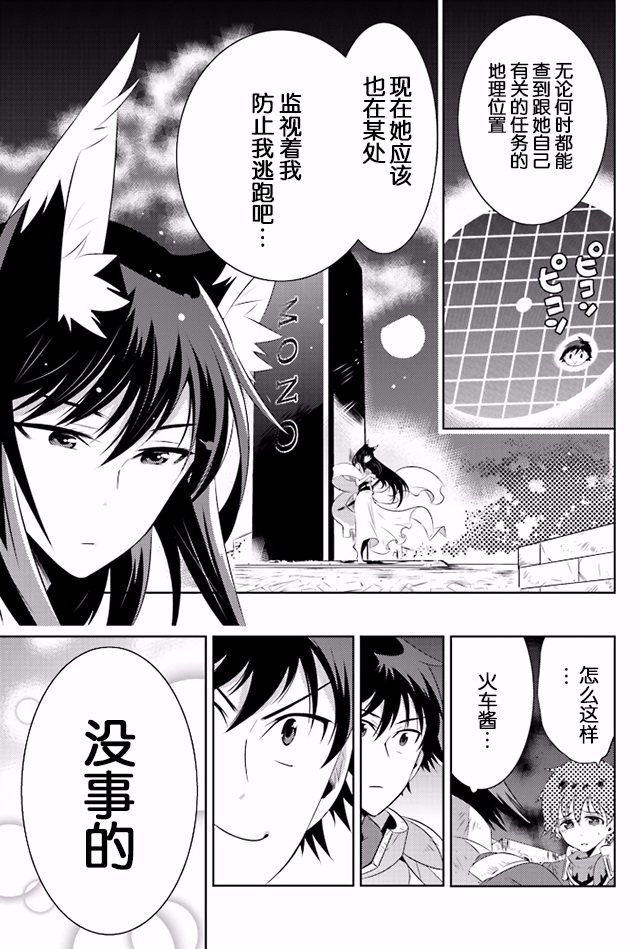 无论何时都能
查到跟她自己
有关的任务的
地理位置
ピコン
ピコン
现在她应该
也在某处
监视着我
防止我逃跑吧…
MONO
怎么这样
…
火车酱
…
没事的